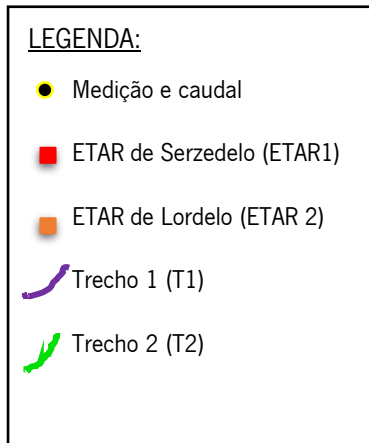 LEGENDA:
Medição e caudal
ETAR de Serzedelo (ETAR1)
ETAR de Lordelo (ETAR 2)
Trecho 1 (T1)
Trecho 2 (T2)